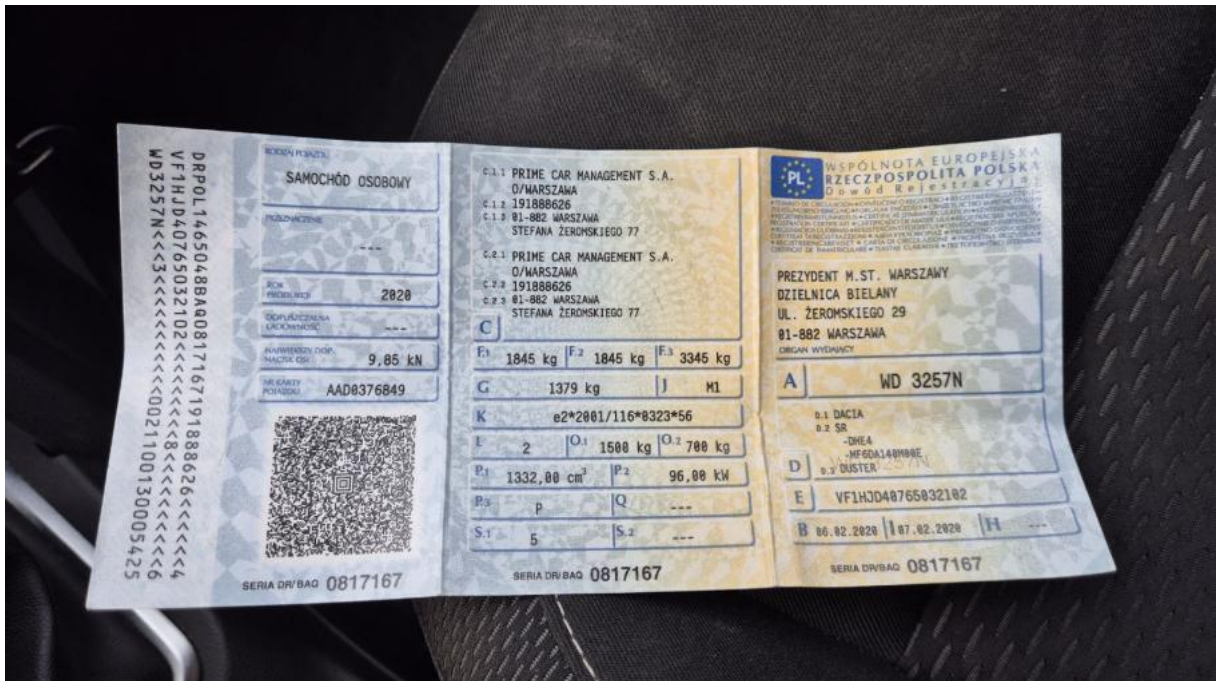 DRPOL1465048BAQ0817167191888626<<<<<<4
VF1HJD40765032102<<<<<<<<8<<<<<<<<<<<6
WD3257N<<<3<<<<<<<<<<<<0021100130005425
RODZAJ POJAZDU
SAMOCHÓD OSOBOWY
PRZEZNACZENIE
---
ROK
PRODUKCJI 2020
DOPUSZCZALNA
ŁADOWNOŚĆ ---
NAJWIĘKSZY DOP.
NACISK OSI 9,85 kN
NR KARTY
POJAZDU AAD0376849
SERIA DR/BAQ 0817167
C.1.1 PRIME CAR MANAGEMENT S.A.
O/WARSZAWA
C.1.2 191888626
C.1.3 01-882 WARSZAWA
STEFANA ŻEROMSKIEGO 77
C.2.1 PRIME CAR MANAGEMENT S.A.
O/WARSZAWA
C.2.2 191888626
C.2.3 01-882 WARSZAWA
STEFANA ŻEROMSKIEGO 77
C
F.1 1845 kg F.2 1845 kg F.3 3345 kg
G 1379 kg J M1
K e2*2001/116*0323*56
L 2 O.1 1500 kg O.2 700 kg
P.1 1332,00 cm³ P.2 96,00 kW
P.3 P Q ---
S.1 5 S.2 ---
SERIA DR/BAQ 0817167
PL
WSPÓLNOTA EUROPEJSKA
RZECZPOSPOLITA POLSKA
Dowód Rejestracyjny
PREZYDENT M.ST. WARSZAWY
DZIELNICA BIELANY
UL. ŻEROMSKIEGO 29
01-882 WARSZAWA
ORGAN WYDAJĄCY
A WD 3257N
D.1 DACIA
D.2 SR
-DHE4
-MF6DA140M00E
D D.3 DUSTER
E VF1HJD40765032102
B 06.02.2020 I 07.02.2020 H ---
SERIA DR/BAQ 0817167